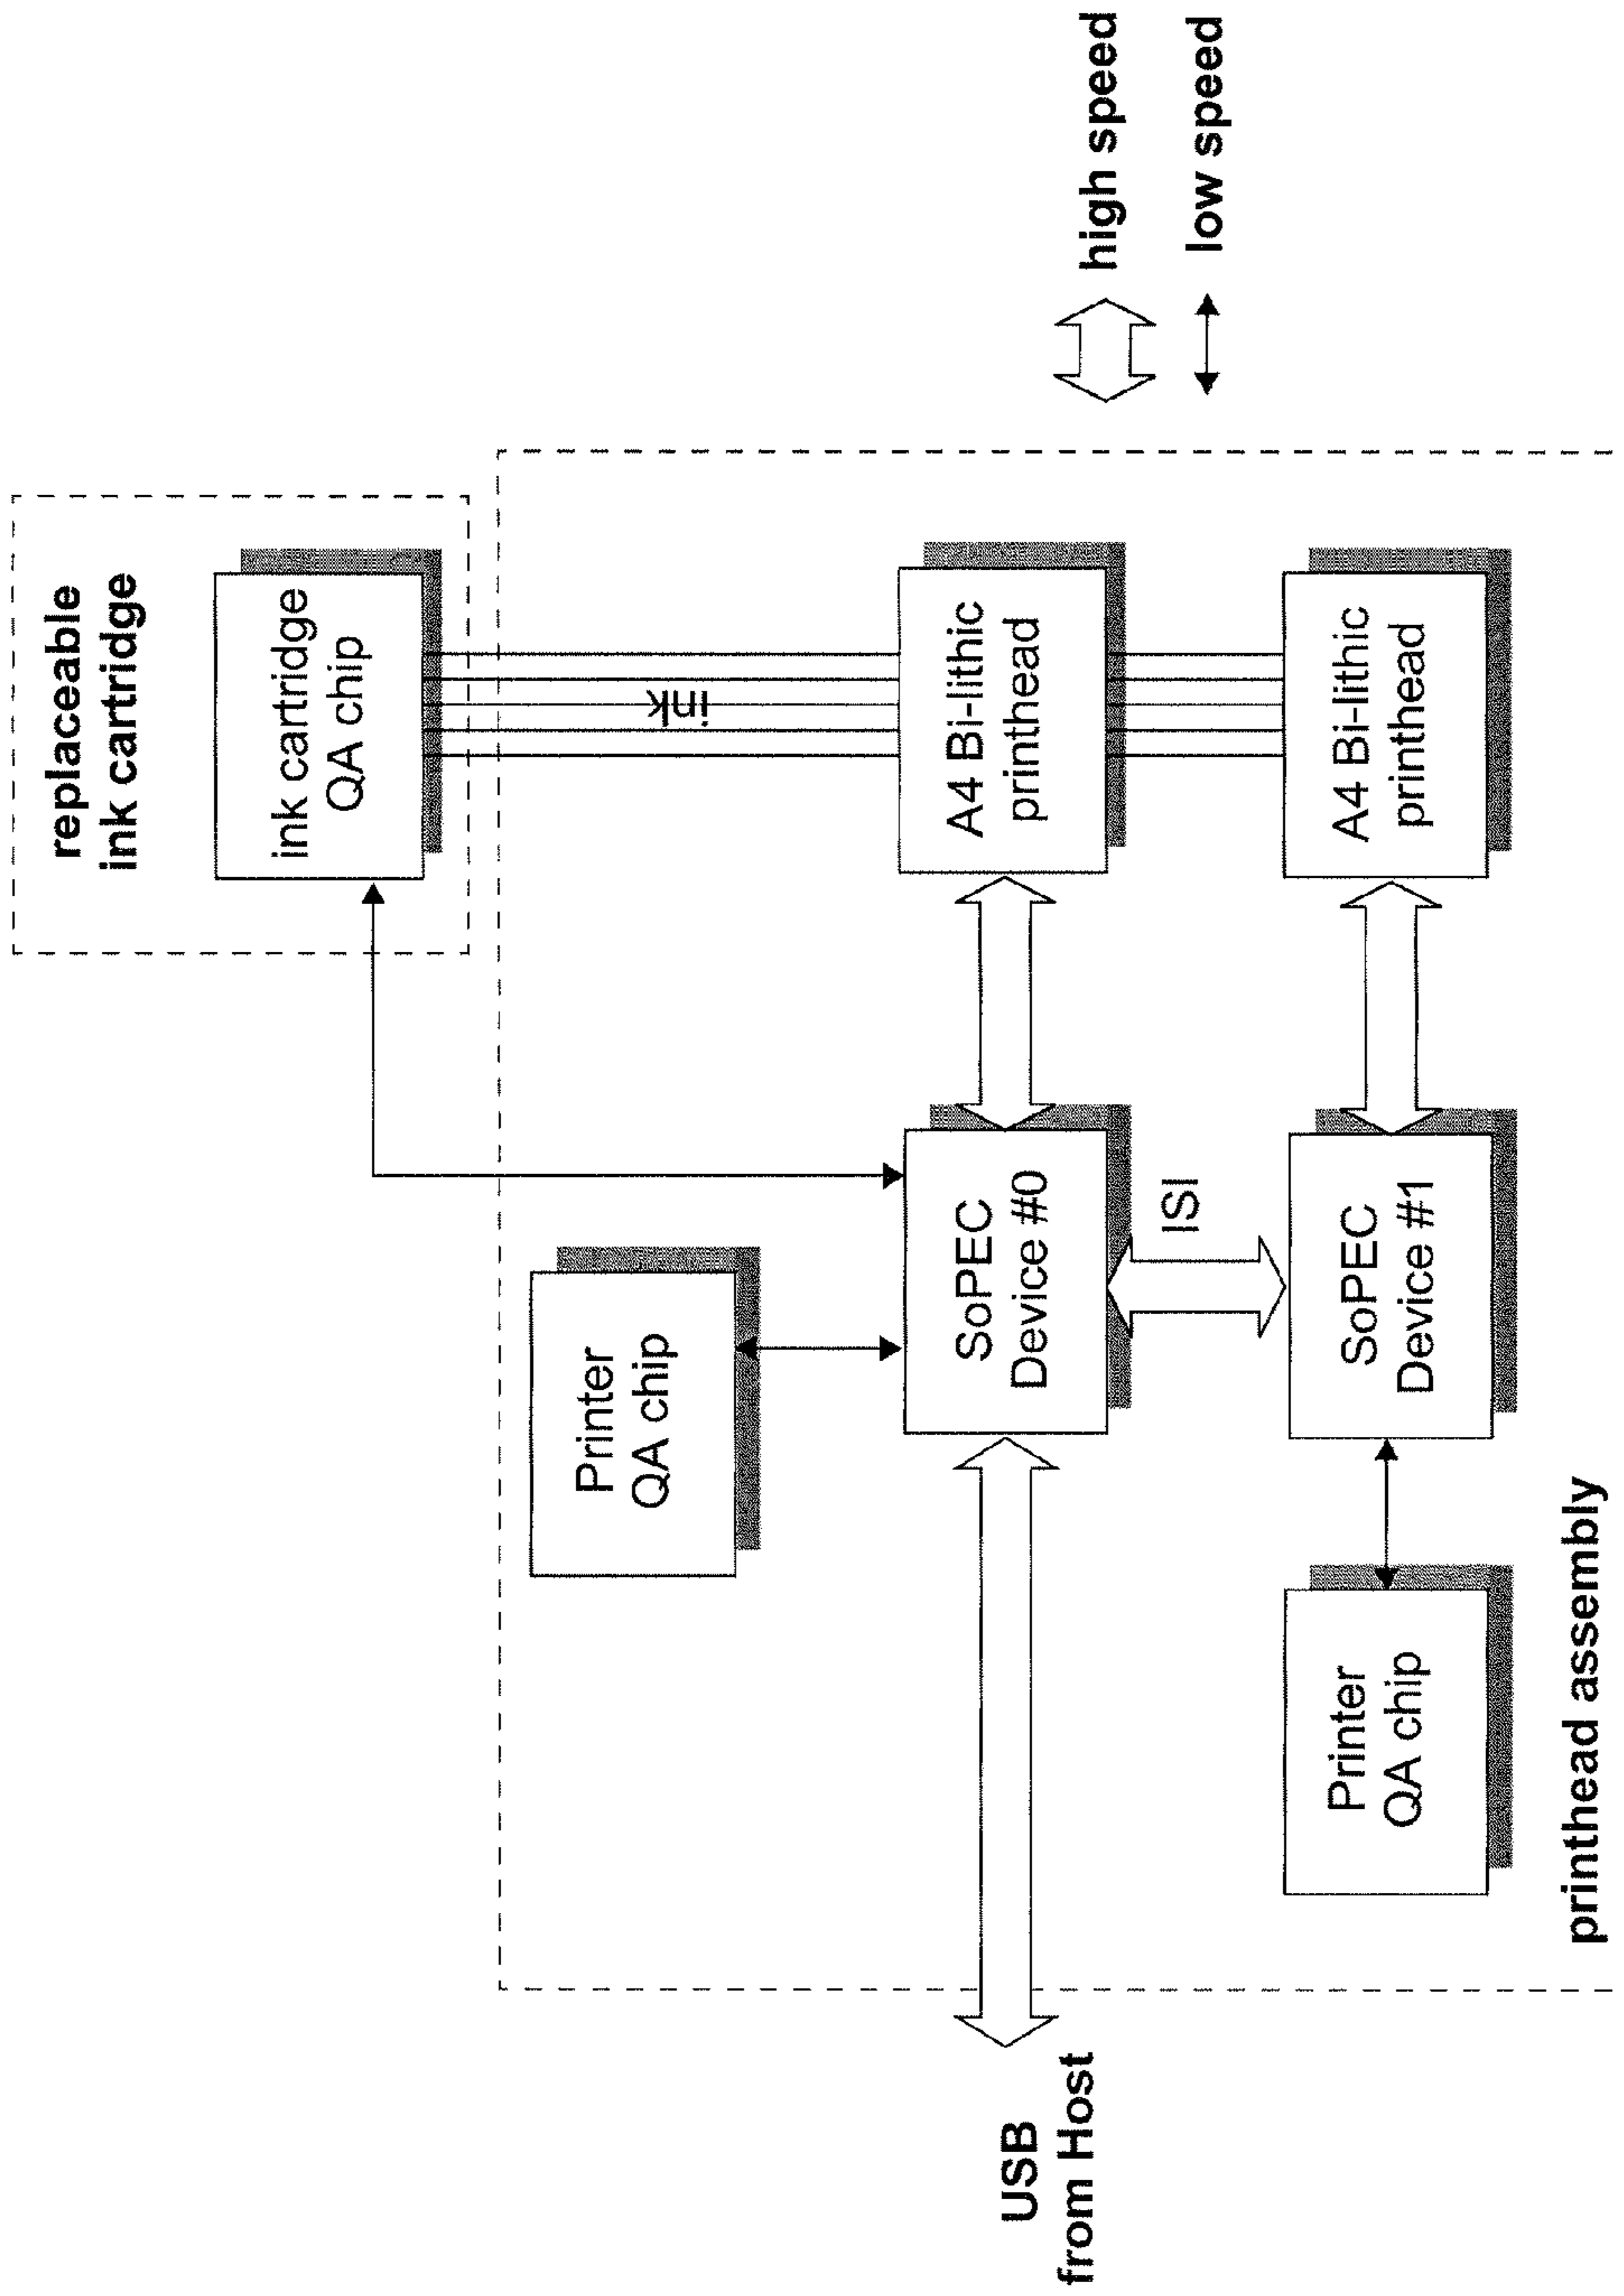 replaceable
ink cartridge
ink cartridge
QA chip
ink
Printer
QA chip
SoPEC
Device #0
A4 Bi-lithic
printhead
high speed
low speed
USB
from Host
ISI
Printer
QA chip
SoPEC
Device #1
A4 Bi-lithic
printhead
printhead assembly